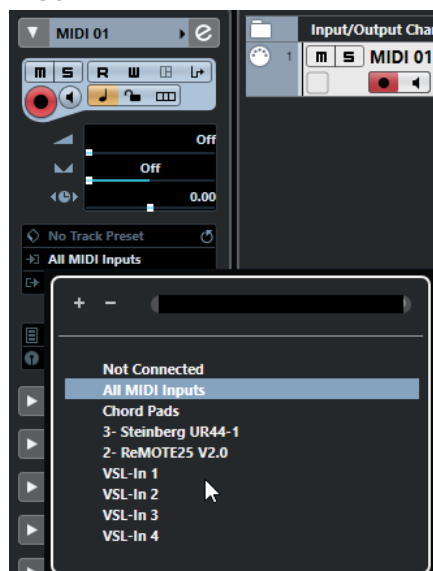 MIDI 01
Input/Output Cha
m S R W
1 m S MIDI 01
Off
Off
0.00
No Track Preset
All MIDI Inputs
+ -
Not Connected
All MIDI Inputs
Chord Pads
3- Steinberg UR44-1
2- ReMOTE25 V2.0
VSL-In 1
VSL-In 2
VSL-In 3
VSL-In 4